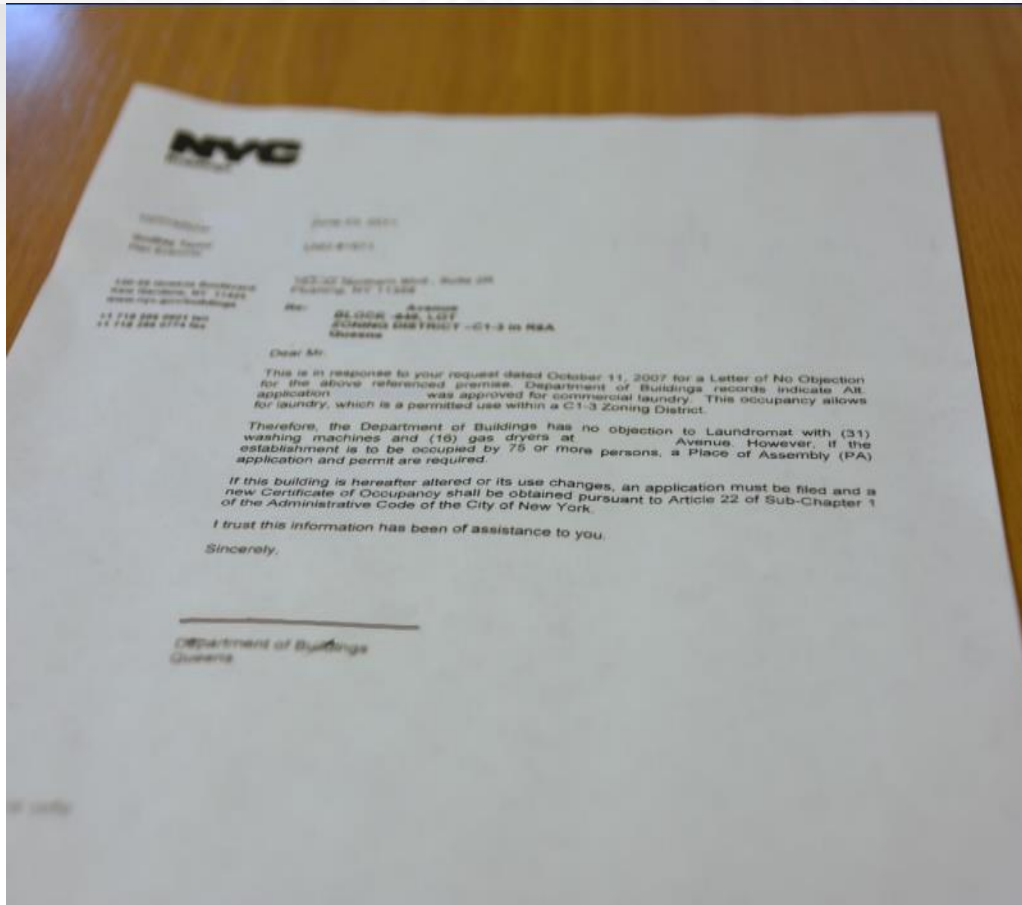 NYC
Buildings
Re: Avenue
BLOCK -449, LOT
ZONING DISTRICT -C1-3 in R6A
Queens
Dear Mr.
This is in response to your request dated October 11, 2007 for a Letter of No Objection
for the above referenced premise. Department of Buildings records indicate Alt.
application was approved for commercial laundry. This occupancy allows
for laundry, which is a permitted use within a C1-3 Zoning District.
Therefore, the Department of Buildings has no objection to Laundromat with (31)
washing machines and (16) gas dryers at Avenue. However, if the
establishment is to be occupied by 75 or more persons, a Place of Assembly (PA)
application and permit are required.
If this building is hereafter altered or its use changes, an application must be filed and a
new Certificate of Occupancy shall be obtained pursuant to Article 22 of Sub-Chapter 1
of the Administrative Code of the City of New York.
I trust this information has been of assistance to you.
Sincerely,
Department of Buildings
Queens